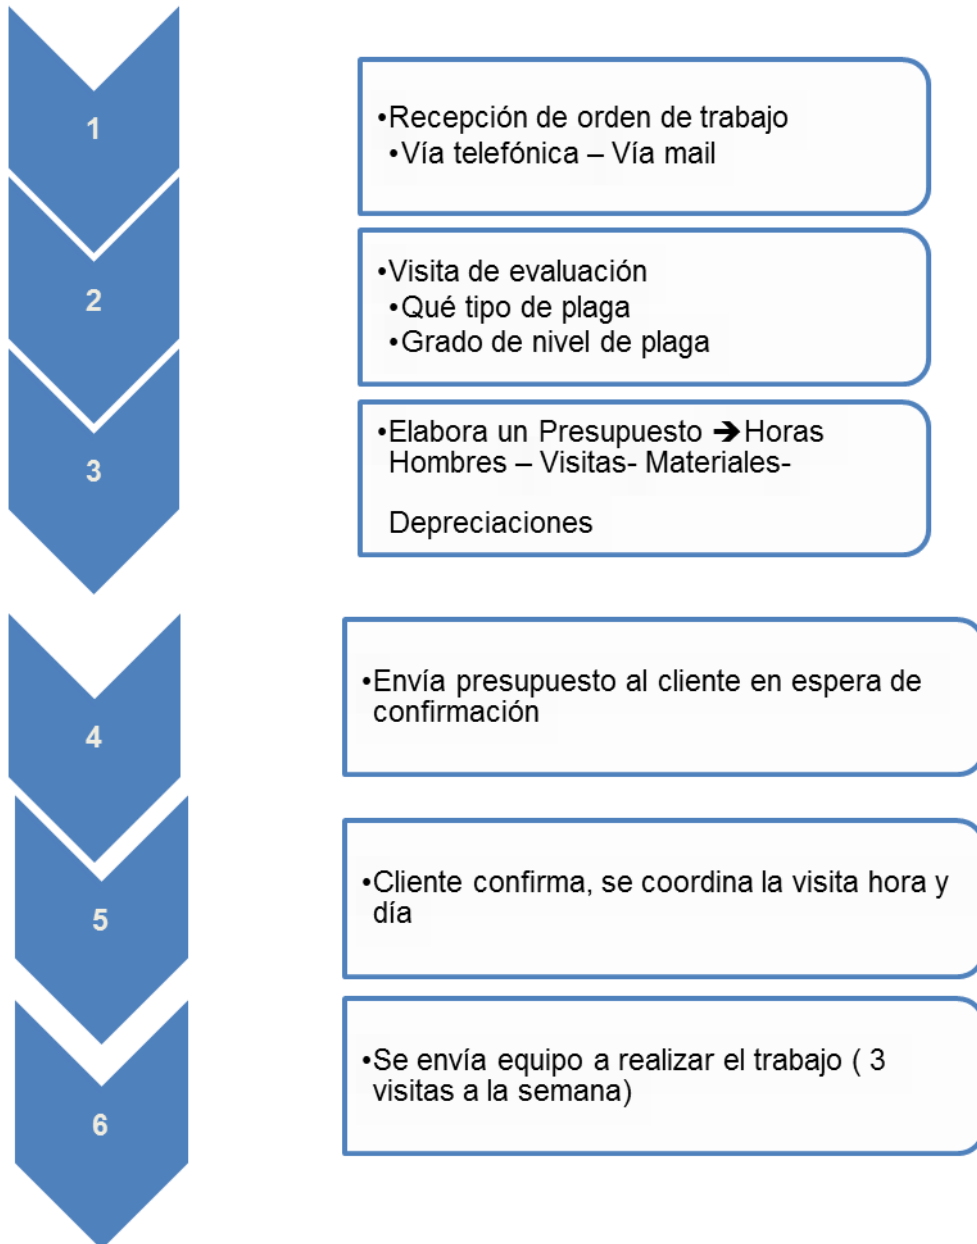 1
•Recepción de orden de trabajo
•Vía telefónica – Vía mail
2
•Visita de evaluación
•Qué tipo de plaga
•Grado de nivel de plaga
3
•Elabora un Presupuesto ➔Horas
Hombres – Visitas- Materiales-
Depreciaciones
4
•Envía presupuesto al cliente en espera de
confirmación
5
•Cliente confirma, se coordina la visita hora y
día
6
•Se envía equipo a realizar el trabajo ( 3
visitas a la semana)